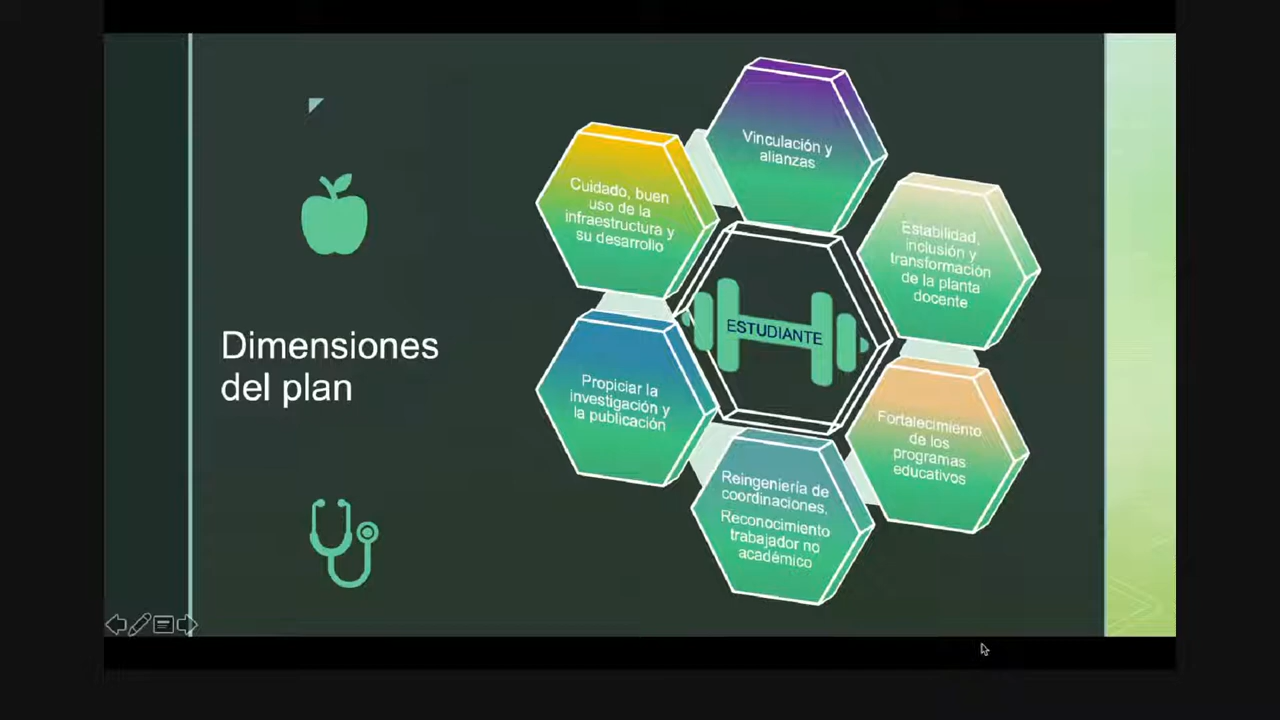 Dimensiones
del plan
Vinculación y
alianzas
Cuidado, buen
uso de la
infraestructura y
su desarrollo
Estabilidad,
inclusión y
transformación
de la planta
docente
ESTUDIANTE
Propiciar la
investigación y
la publicación
Fortalecimiento
de los
programas
educativos
Reingeniería de
coordinaciones,
Reconocimiento
trabajador no
académico